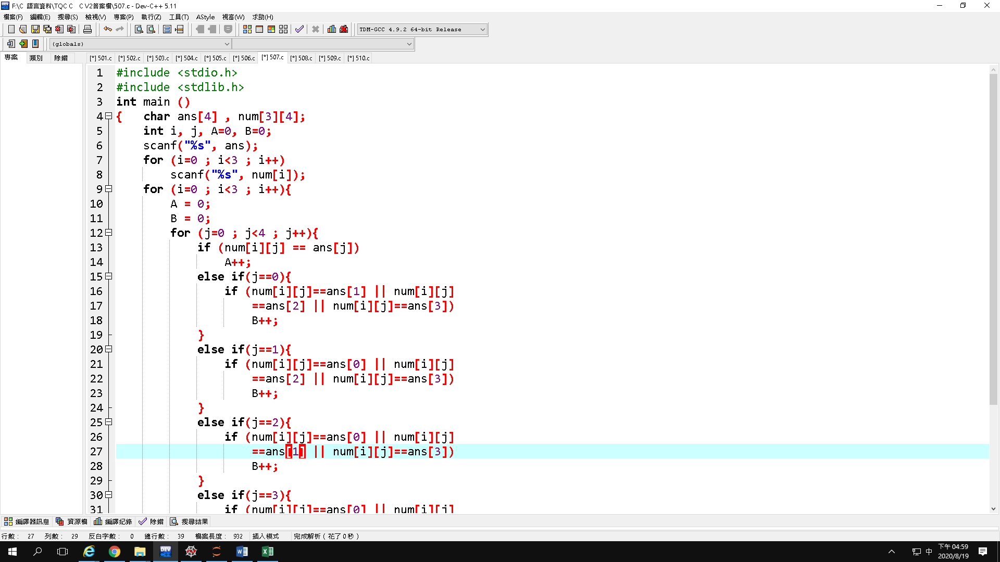 F:\C 語言資料\TQC C C V2答案檔\507.c - Dev-C++ 5.11
檔案(F) 編輯(E) 搜尋(S) 檢視(V) 專案(P) 執行(Z) 工具(T) AStyle 視窗(W) 求助(H)
TDM-GCC 4.9.2 64-bit Release
(globals)
專案 類別 除錯
[*] 501.c [*] 502.c [*] 503.c [*] 504.c [*] 505.c [*] 506.c [*] 507.c [*] 508.c [*] 509.c [*] 510.c
1 #include <stdio.h>
2 #include <stdlib.h>
3 int main ()
4 { char ans[4] , num[3][4];
5 int i, j, A=0, B=0;
6 scanf("%s", ans);
7 for (i=0 ; i<3 ; i++)
8 scanf("%s", num[i]);
9 for (i=0 ; i<3 ; i++){
10 A = 0;
11 B = 0;
12 for (j=0 ; j<4 ; j++){
13 if (num[i][j] == ans[j])
14 A++;
15 else if(j==0){
16 if (num[i][j]==ans[1] || num[i][j]
17 ==ans[2] || num[i][j]==ans[3])
18 B++;
19 }
20 else if(j==1){
21 if (num[i][j]==ans[0] || num[i][j]
22 ==ans[2] || num[i][j]==ans[3])
23 B++;
24 }
25 else if(j==2){
26 if (num[i][j]==ans[0] || num[i][j]
27 ==ans[1] || num[i][j]==ans[3])
28 B++;
29 }
30 else if(j==3){
31 if (num[i][j]==ans[0] || num[i][j]
編譯器訊息 資源檔 編譯紀錄 除錯 搜尋結果
行數: 27 列數: 29 反白字數: 0 總行數: 39 檔案長度: 932 插入模式 完成解析 (花了 0 秒)
DEV
中
下午 04:59
2020/8/19